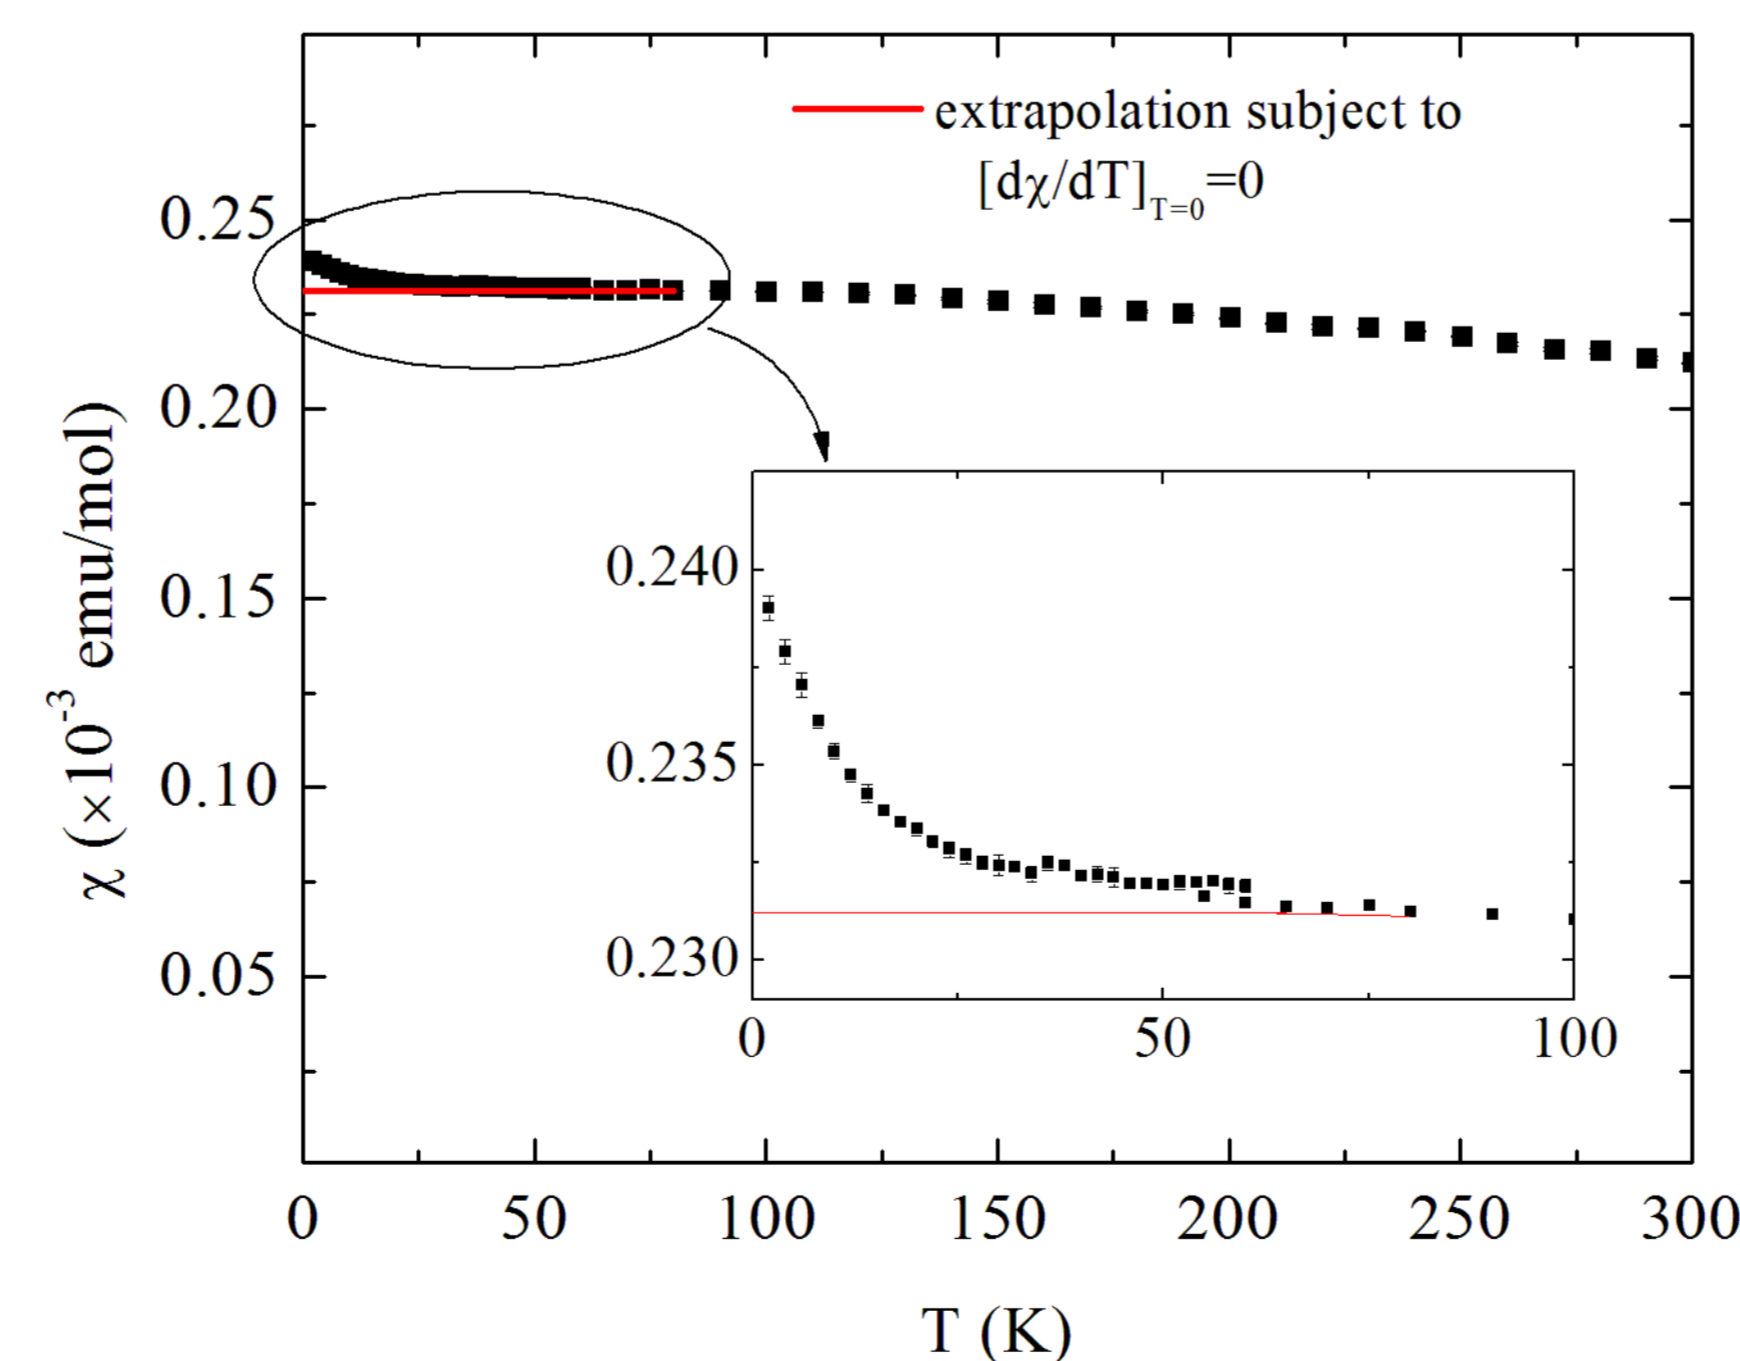 extrapolation subject to
[dχ/dT]T=0=0
0.25
0.20
0.15
0.10
0.05
χ (×10-3 emu/mol)
0.240
0.235
0.230
0 50 100
0 50 100 150 200 250 300
T (K)